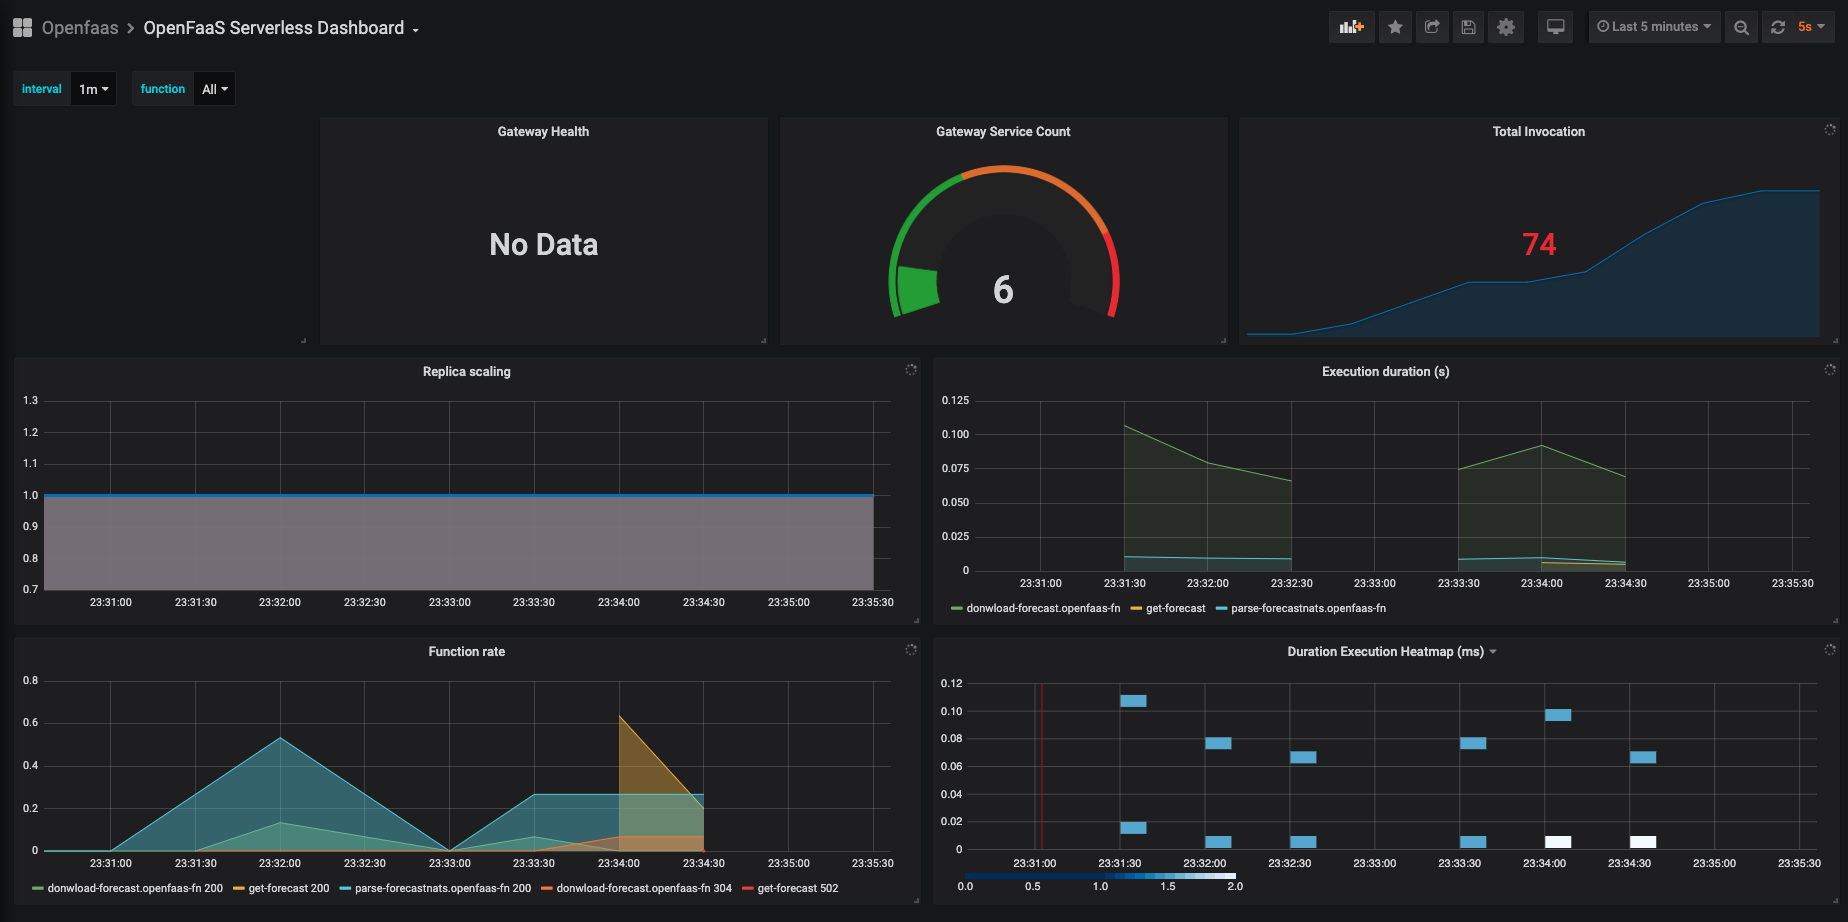 Openfaas > OpenFaaS Serverless Dashboard
Last 5 minutes 5s
interval 1m function All
Gateway Health
No Data
Gateway Service Count
6
Total Invocation
74
Replica scaling
1.3
1.2
1.1
1.0
0.9
0.8
0.7
23:31:00 23:31:30 23:32:00 23:32:30 23:33:00 23:33:30 23:34:00 23:34:30 23:35:00 23:35:30
Execution duration (s)
0.125
0.100
0.075
0.050
0.025
0
23:31:00 23:31:30 23:32:00 23:32:30 23:33:00 23:33:30 23:34:00 23:34:30 23:35:00 23:35:30
donwload-forecast.openfaas-fn get-forecast parse-forecastnats.openfaas-fn
Function rate
0.8
0.6
0.4
0.2
0
23:31:00 23:31:30 23:32:00 23:32:30 23:33:00 23:33:30 23:34:00 23:34:30 23:35:00 23:35:30
donwload-forecast.openfaas-fn 200 get-forecast 200 parse-forecastnats.openfaas-fn 200 donwload-forecast.openfaas-fn 304 get-forecast 502
Duration Execution Heatmap (ms)
0.12
0.10
0.08
0.06
0.04
0.02
0
23:31:00 23:31:30 23:32:00 23:32:30 23:33:00 23:33:30 23:34:00 23:34:30 23:35:00 23:35:30
0.0 0.5 1.0 1.5 2.0